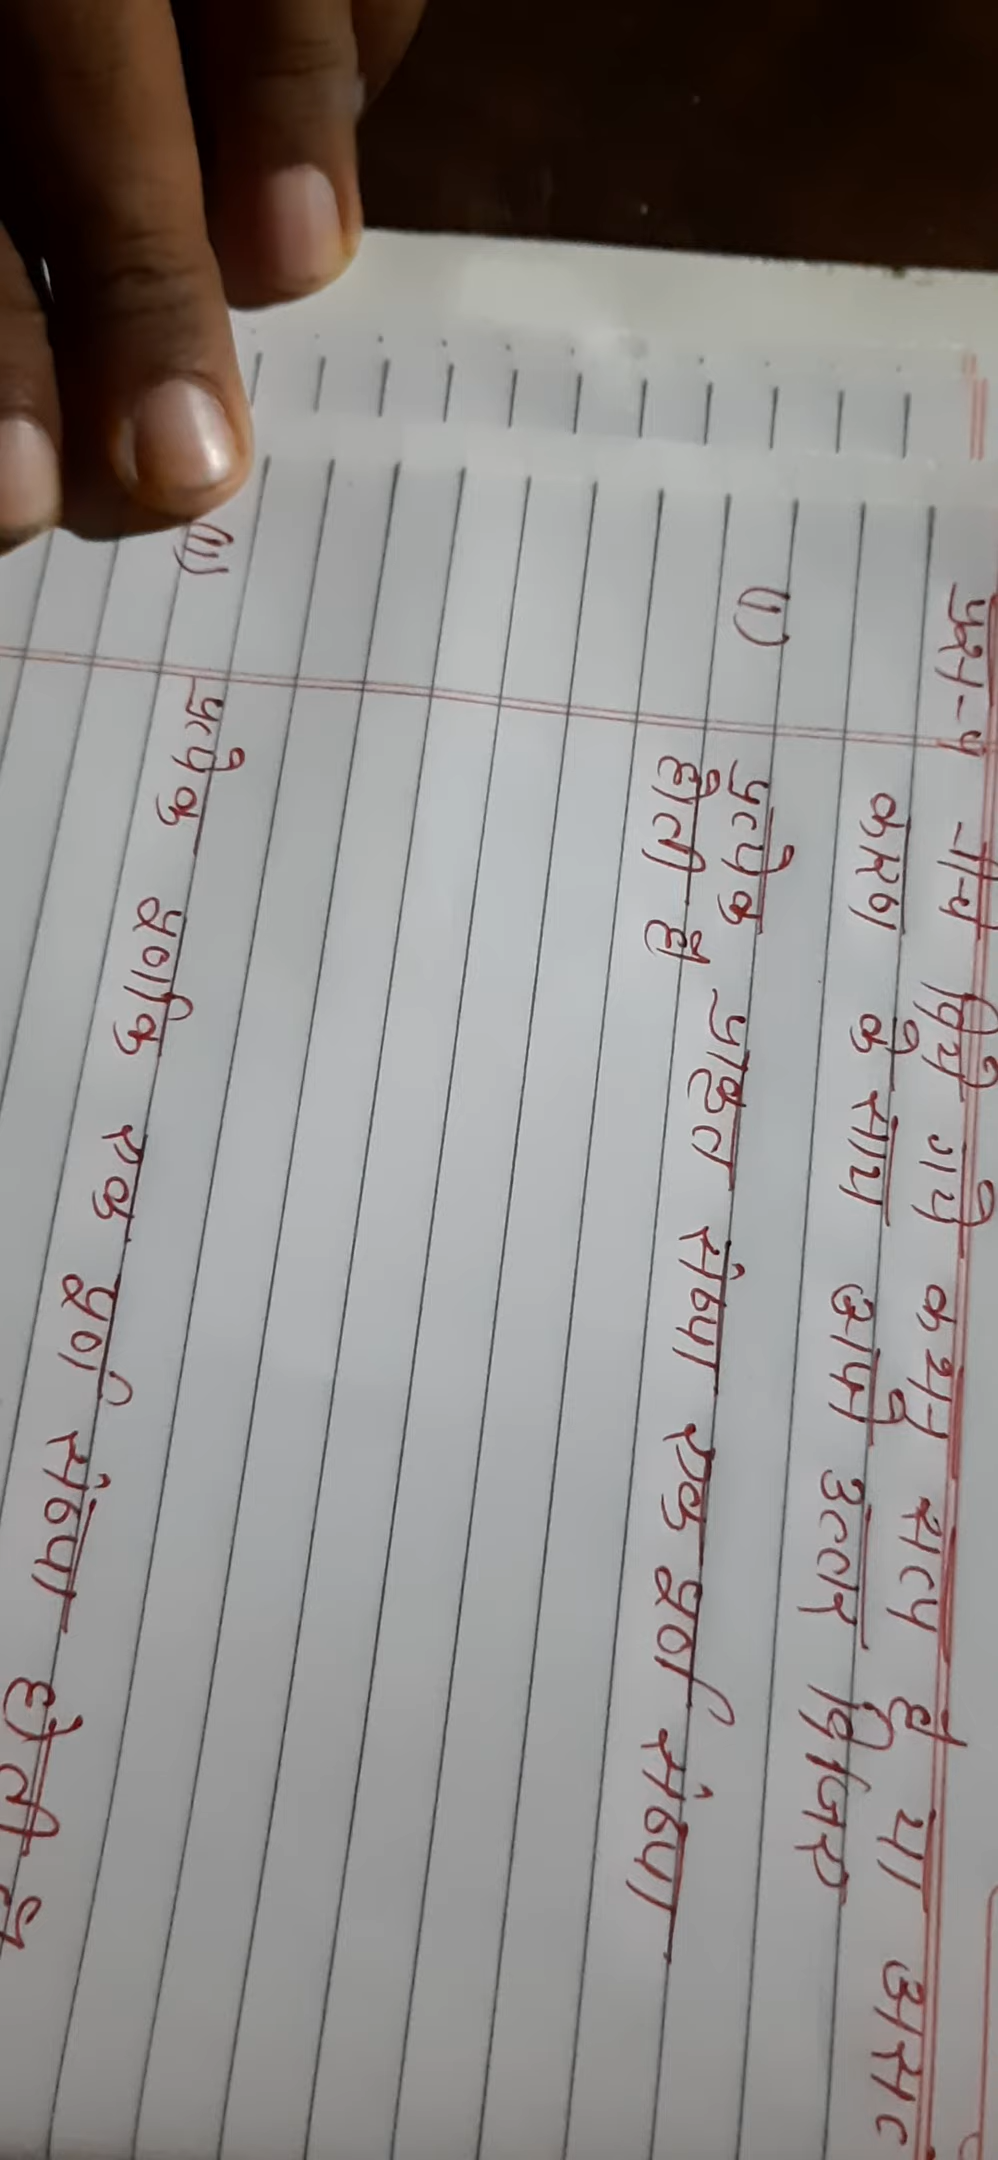 प्रश्न-4 नीचे दिये गये कथन सत्य है या असत्
कारण के साथ अपने उत्तर दिजिए
(i) प्रत्येक प्राकृत संख्या एक पूर्ण संख्या
होती है
(ii) प्रत्येक पूर्णांक एक पूर्ण संख्या होती है